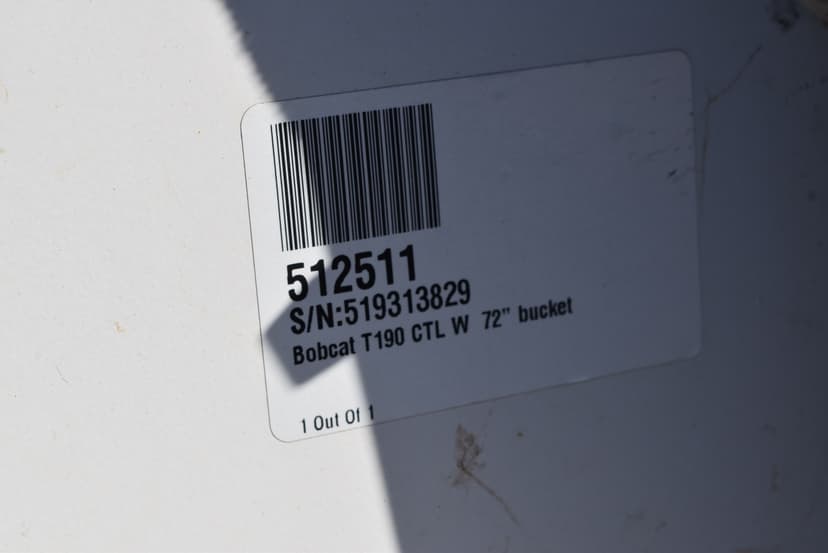 512511
S/N:519313829
Bobcat T190 CTL W 72" bucket
1 Out Of 1